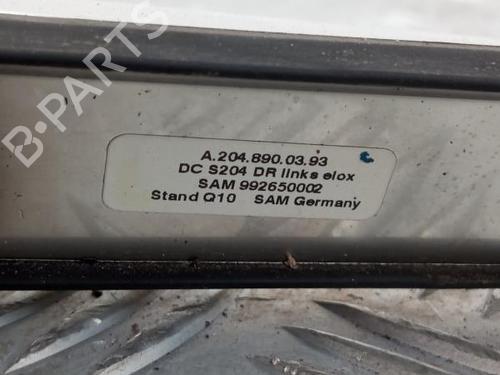 A.204.890.03.93
DC S204 DR links elox
SAM 992650002
Stand Q10 SAM Germany
B-PARTS